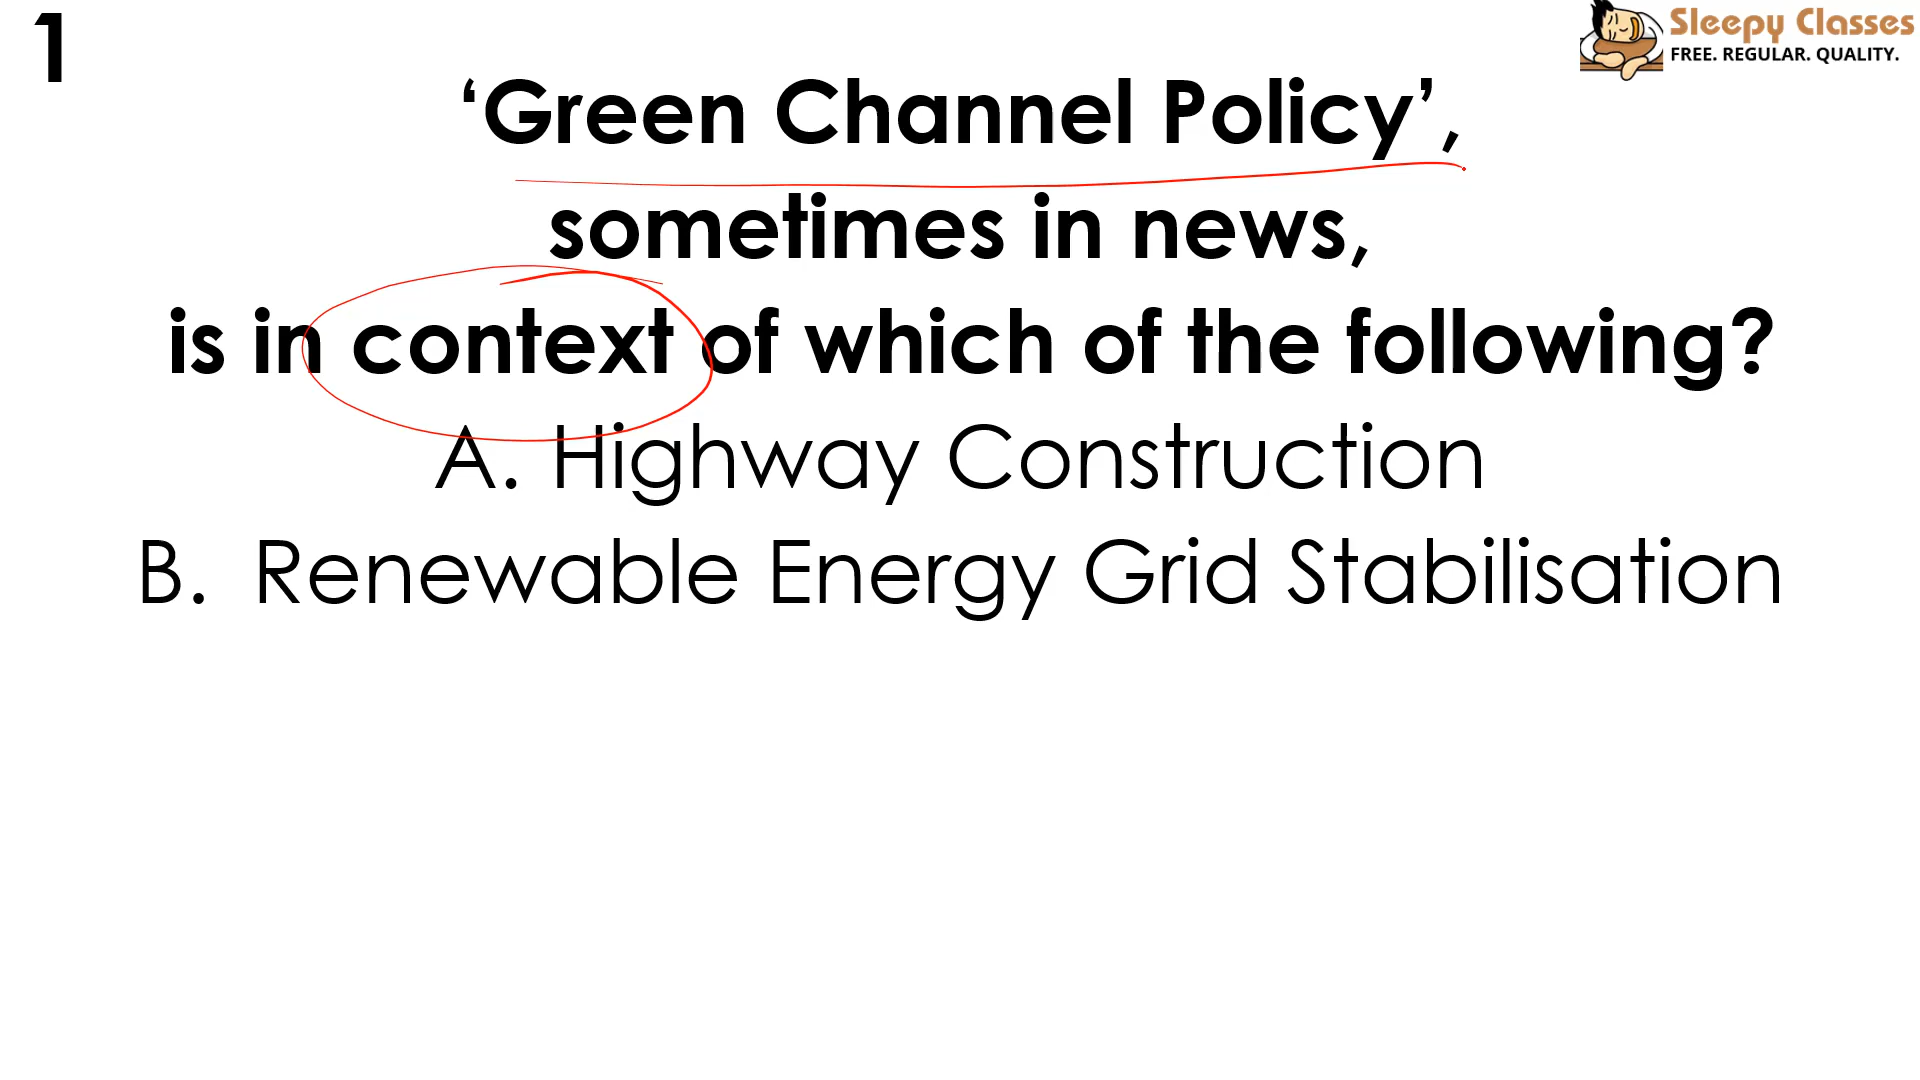 1
Sleepy Classes
FREE. REGULAR. QUALITY.
‘Green Channel Policy’,
sometimes in news,
is in context of which of the following?
A. Highway Construction
B. Renewable Energy Grid Stabilisation